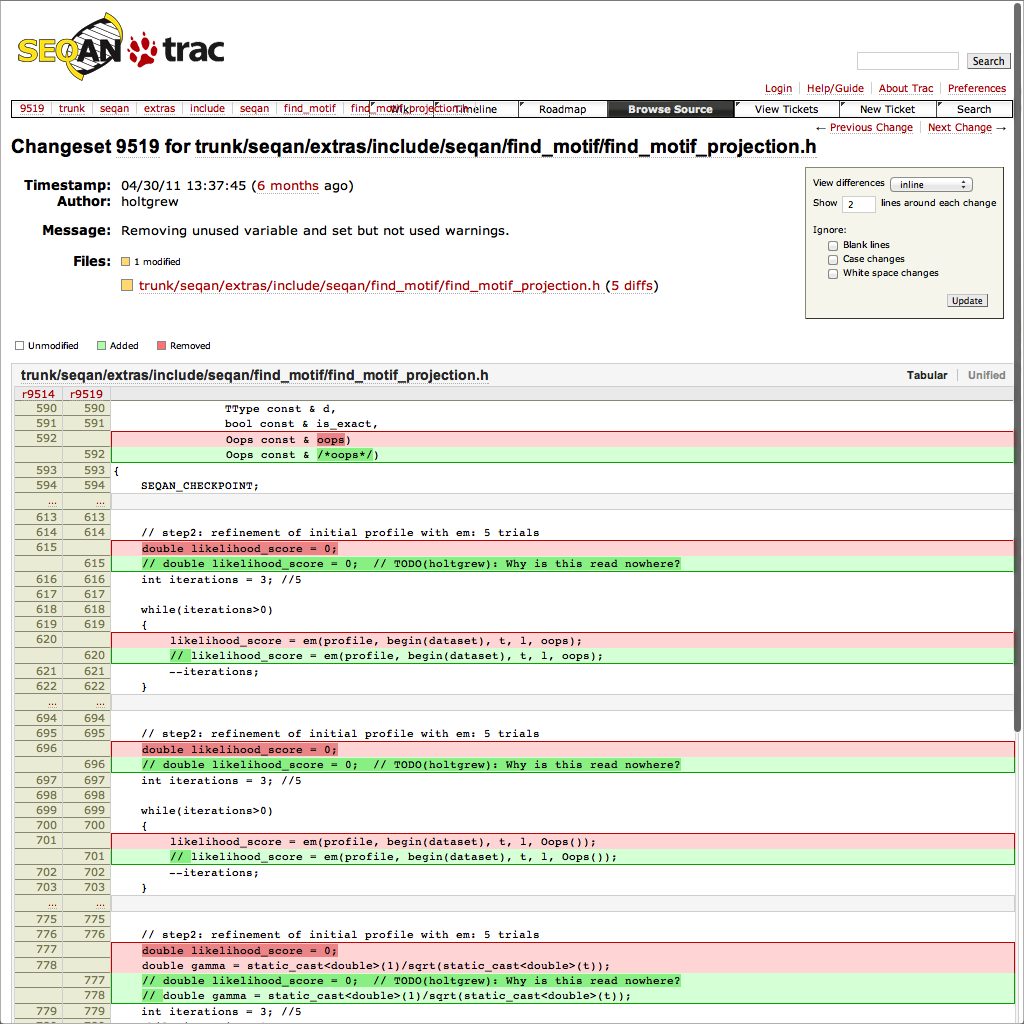 SEQAN trac
Search
Login Help/Guide About Trac Preferences
9519 trunk seqan extras include seqan find_motif find_motif_projection.h Wiki Timeline Roadmap Browse Source View Tickets New Ticket Search
← Previous Change Next Change →
Changeset 9519 for trunk/seqan/extras/include/seqan/find_motif/find_motif_projection.h
Timestamp: 04/30/11 13:37:45 (6 months ago)
Author: holtgrew
Message: Removing unused variable and set but not used warnings.
Files: 1 modified
trunk/seqan/extras/include/seqan/find_motif/find_motif_projection.h (5 diffs)
View differences inline
Show 2 lines around each change
Ignore:
Blank lines
Case changes
White space changes
Update
Unmodified Added Removed
trunk/seqan/extras/include/seqan/find_motif/find_motif_projection.h Tabular Unified
r9514 r9519
590 590 TType const & d,
591 591 bool const & is_exact,
592 Oops const & oops)
592 Oops const & /*oops*/)
593 593 {
594 594 SEQAN_CHECKPOINT;
… …
613 613
614 614 // step2: refinement of initial profile with em: 5 trials
615 double likelihood_score = 0;
615 // double likelihood_score = 0; // TODO(holtgrew): Why is this read nowhere?
616 616 int iterations = 3; //5
617 617
618 618 while(iterations>0)
619 619 {
620 likelihood_score = em(profile, begin(dataset), t, l, oops);
620 // likelihood_score = em(profile, begin(dataset), t, l, oops);
621 621 --iterations;
622 622 }
… …
694 694
695 695 // step2: refinement of initial profile with em: 5 trials
696 double likelihood_score = 0;
696 // double likelihood_score = 0; // TODO(holtgrew): Why is this read nowhere?
697 697 int iterations = 3; //5
698 698
699 699 while(iterations>0)
700 700 {
701 likelihood_score = em(profile, begin(dataset), t, l, Oops());
701 // likelihood_score = em(profile, begin(dataset), t, l, Oops());
702 702 --iterations;
703 703 }
… …
775 775
776 776 // step2: refinement of initial profile with em: 5 trials
777 double likelihood_score = 0;
778 double gamma = static_cast<double>(1)/sqrt(static_cast<double>(t));
777 // double likelihood_score = 0; // TODO(holtgrew): Why is this read nowhere?
778 // double gamma = static_cast<double>(1)/sqrt(static_cast<double>(t));
779 779 int iterations = 3; //5